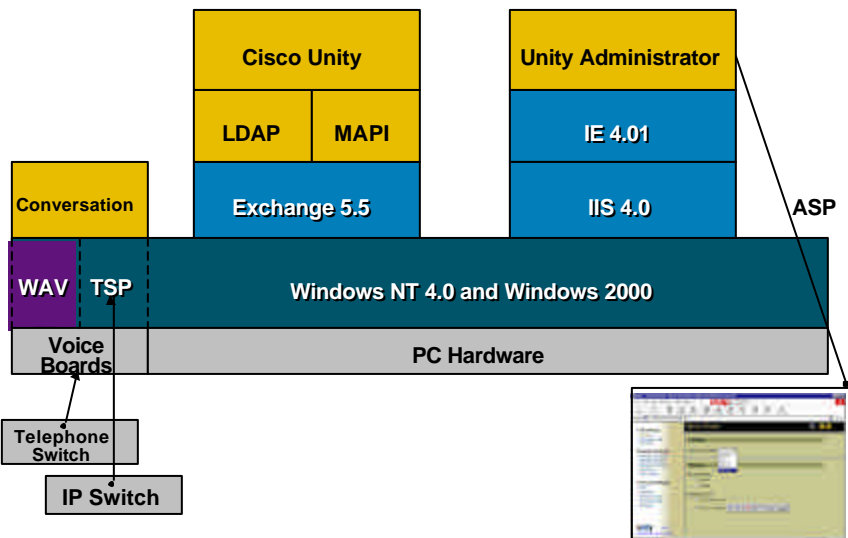 Cisco Unity
Unity Administrator
LDAP
MAPI
IE 4.01
Conversation
Exchange 5.5
IIS 4.0
ASP
WAV
TSP
Windows NT 4.0 and Windows 2000
Voice
Boards
PC Hardware
Telephone
Switch
IP Switch